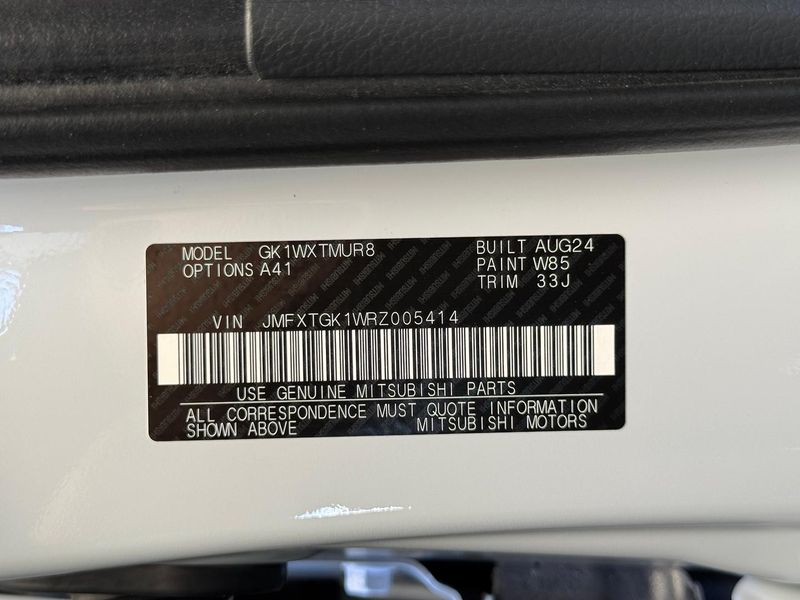 MODEL GK1WXTMUR8 BUILT AUG24
OPTIONS A41 PAINT W85
TRIM 33J
VIN JMFXTGK1WRZ005414
USE GENUINE MITSUBISHI PARTS
ALL CORRESPONDENCE MUST QUOTE INFORMATION
SHOWN ABOVE MITSUBISHI MOTORS